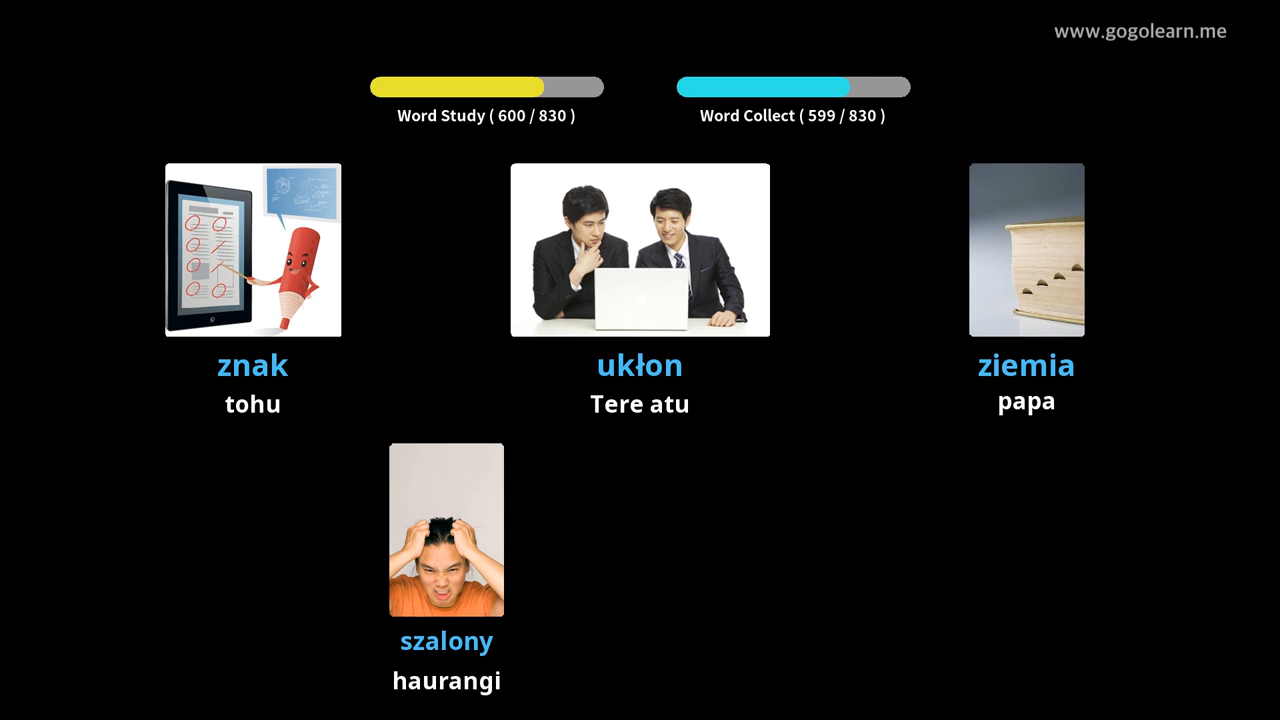 www.gogolearn.me
Word Study ( 600 / 830 )
Word Collect ( 599 / 830 )
znak
tohu
ukłon
Tere atu
ziemia
papa
szalony
haurangi